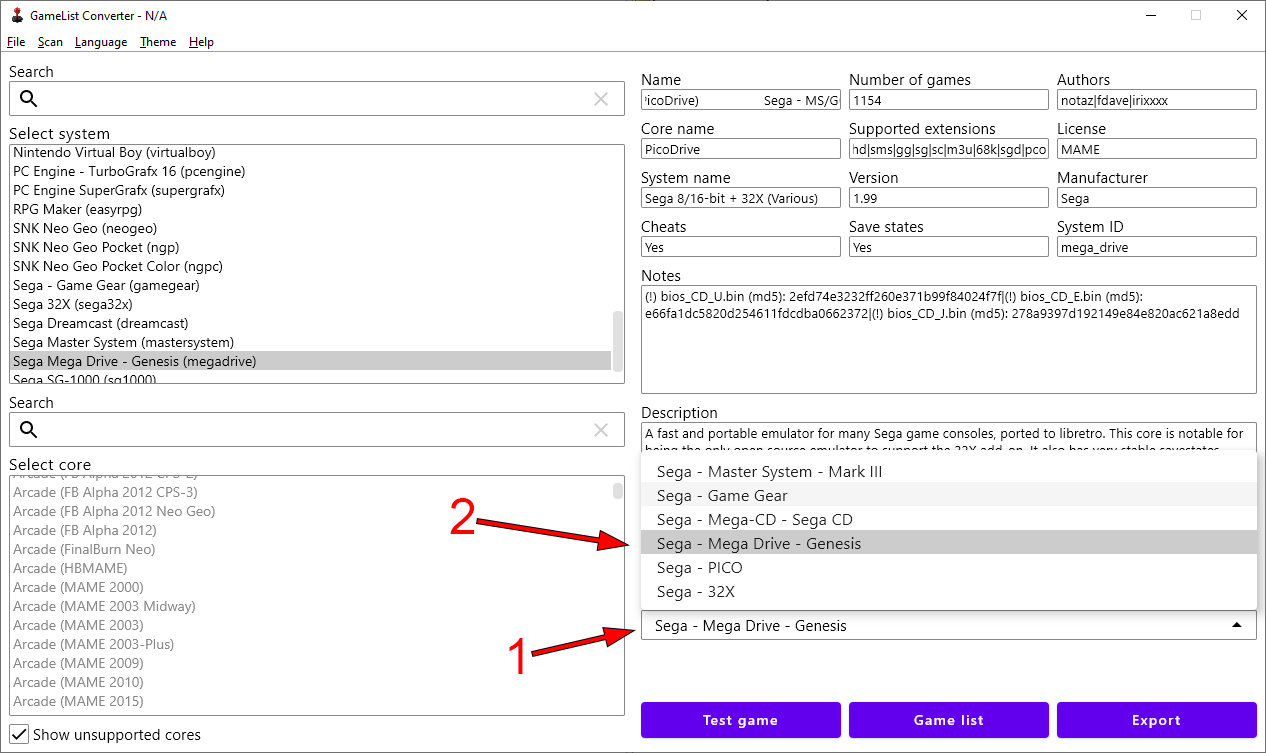 GameList Converter - N/A
File Scan Language Theme Help
Search
Select system
Nintendo Virtual Boy (virtualboy)
PC Engine - TurboGrafx 16 (pcengine)
PC Engine SuperGrafx (supergrafx)
RPG Maker (easyrpg)
SNK Neo Geo (neogeo)
SNK Neo Geo Pocket (ngp)
SNK Neo Geo Pocket Color (ngpc)
Sega - Game Gear (gamegear)
Sega 32X (sega32x)
Sega Dreamcast (dreamcast)
Sega Master System (mastersystem)
Sega Mega Drive - Genesis (megadrive)
Sega SG-1000 (sg1000)
Search
Select core
Arcade (FB Alpha 2012 CPS-2)
Arcade (FB Alpha 2012 CPS-3)
Arcade (FB Alpha 2012 Neo Geo)
Arcade (FB Alpha 2012)
Arcade (FinalBurn Neo)
Arcade (HBMAME)
Arcade (MAME 2000)
Arcade (MAME 2003 Midway)
Arcade (MAME 2003)
Arcade (MAME 2003-Plus)
Arcade (MAME 2009)
Arcade (MAME 2010)
Arcade (MAME 2015)
Show unsupported cores
Name Number of games Authors
PicoDrive) Sega - MS/G 1154 notaz|fdave|irixxxx
Core name Supported extensions License
PicoDrive md|sms|gg|sg|sc|m3u|68k|sgd|pco MAME
System name Version Manufacturer
Sega 8/16-bit + 32X (Various) 1.99 Sega
Cheats Save states System ID
Yes Yes mega_drive
Notes
(!) bios_CD_U.bin (md5): 2efd74e3232ff260e371b99f84024f7f|(!) bios_CD_E.bin (md5):
e66fa1dc5820d254611fdcdba0662372|(!) bios_CD_J.bin (md5): 278a9397d192149e84e820ac621a8edd
Description
A fast and portable emulator for many Sega game consoles, ported to libretro. This core is notable for
being the only open source emulator to support the 32X add-on. It also has very stable savestates,
Sega - Master System - Mark III
Sega - Game Gear
Sega - Mega-CD - Sega CD
2
Sega - Mega Drive - Genesis
Sega - PICO
Sega - 32X
1
Sega - Mega Drive - Genesis
Test game Game list Export